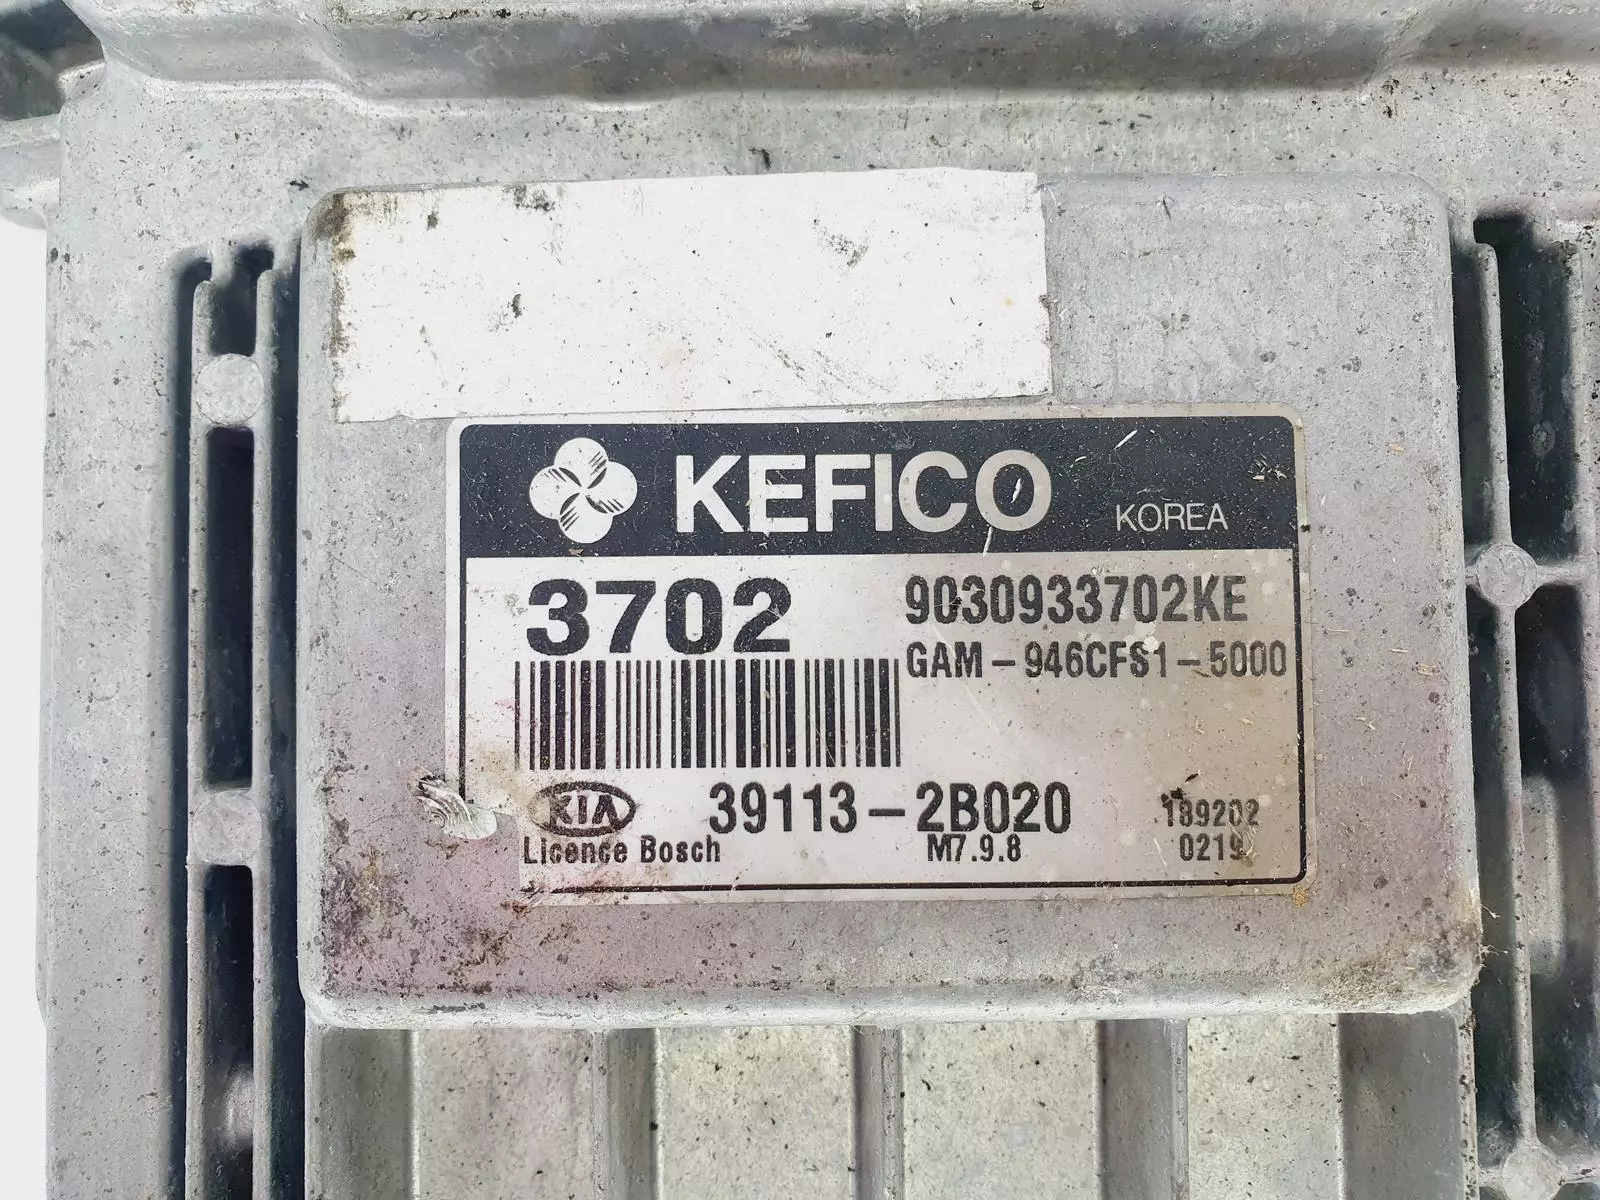 KEFICO KOREA
3702 9030933702KE
GAM-946CFS1-5000
KIA 39113-2B020 189202
Licence Bosch M7.9.8 0219